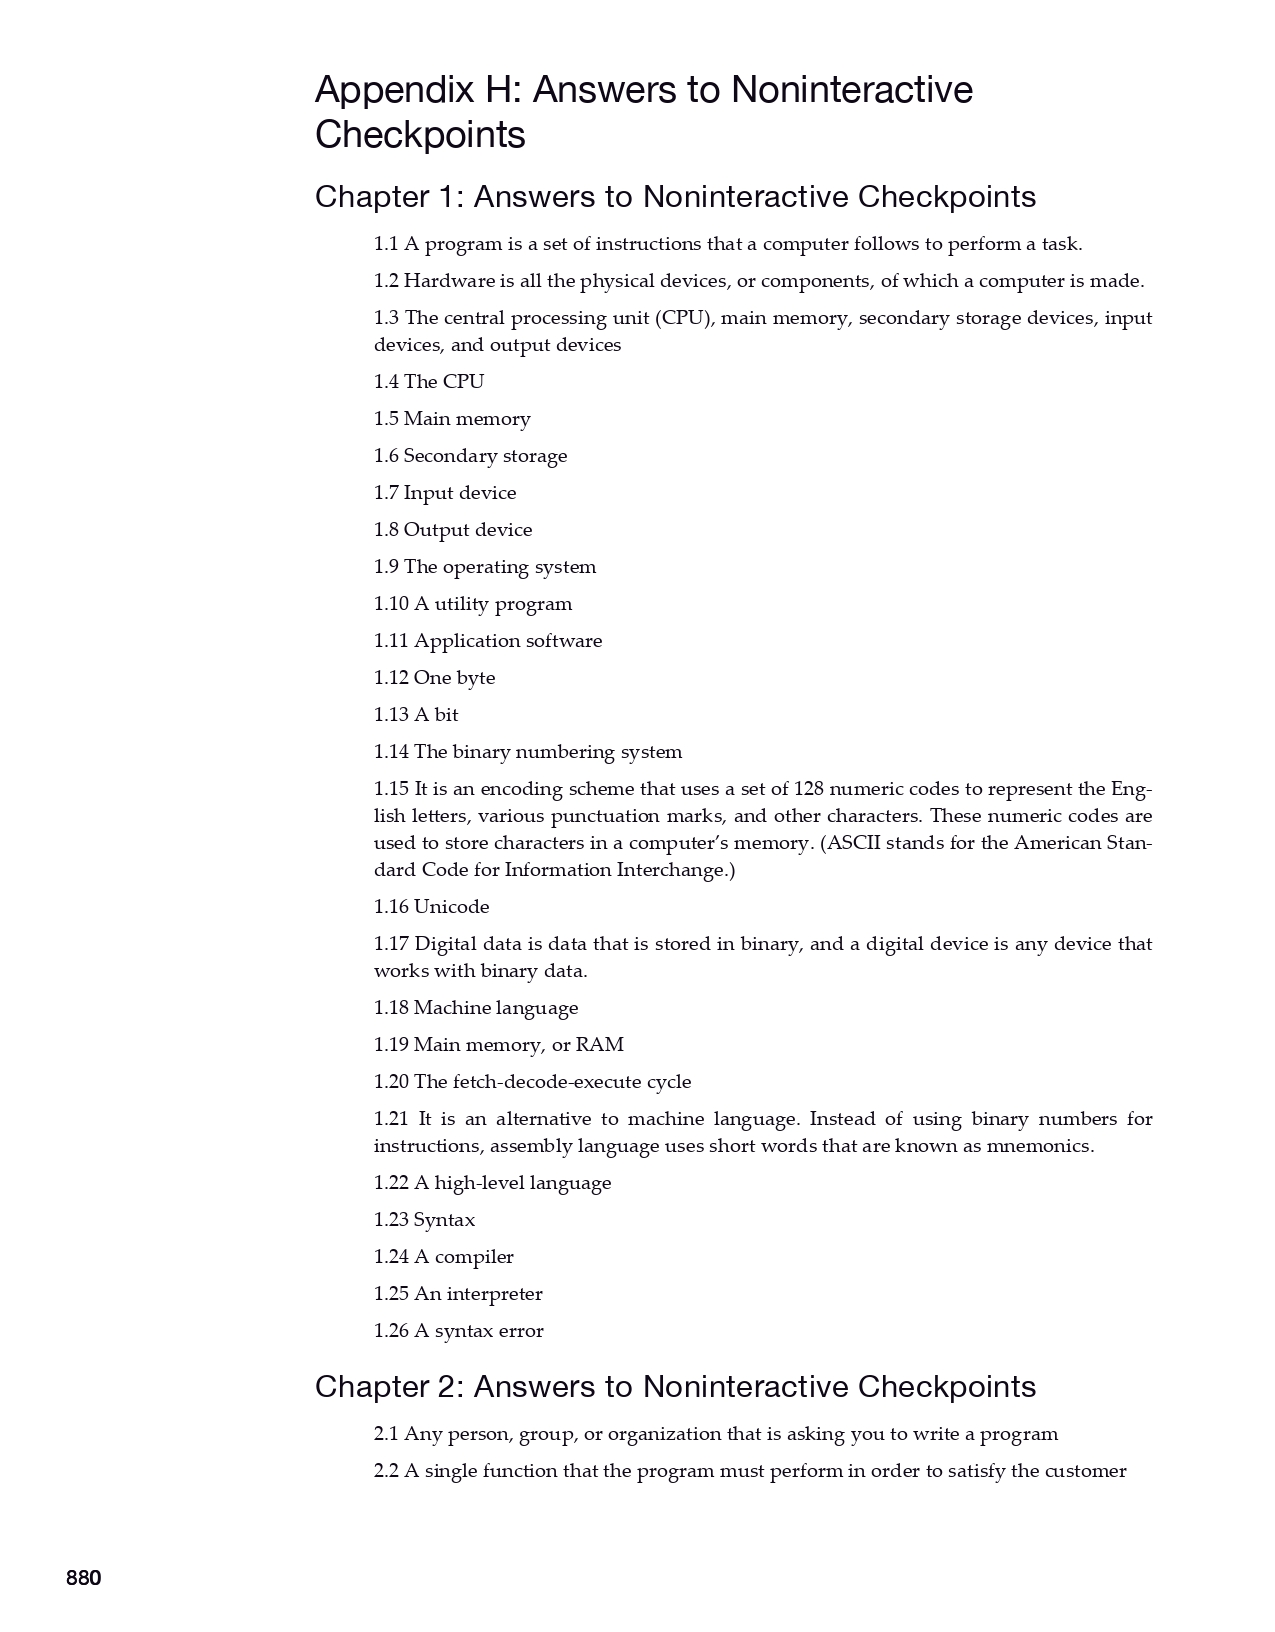 Appendix H: Answers to Noninteractive
Checkpoints
Chapter 1: Answers to Noninteractive Checkpoints
1.1 A program is a set of instructions that a computer follows to perform a task.
1.2 Hardware is all the physical devices, or components, of which a computer is made.
1.3 The central processing unit (CPU), main memory, secondary storage devices, input
devices, and output devices
1.4 The CPU
1.5 Main memory
1.6 Secondary storage
1.7 Input device
1.8 Output device
1.9 The operating system
1.10 A utility program
1.11 Application software
1.12 One byte
1.13 A bit
1.14 The binary numbering system
1.15 It is an encoding scheme that uses a set of 128 numeric codes to represent the Eng-
lish letters, various punctuation marks, and other characters. These numeric codes are
used to store characters in a computer’s memory. (ASCII stands for the American Stan-
dard Code for Information Interchange.)
1.16 Unicode
1.17 Digital data is data that is stored in binary, and a digital device is any device that
works with binary data.
1.18 Machine language
1.19 Main memory, or RAM
1.20 The fetch-decode-execute cycle
1.21 It is an alternative to machine language. Instead of using binary numbers for
instructions, assembly language uses short words that are known as mnemonics.
1.22 A high-level language
1.23 Syntax
1.24 A compiler
1.25 An interpreter
1.26 A syntax error
Chapter 2: Answers to Noninteractive Checkpoints
2.1 Any person, group, or organization that is asking you to write a program
2.2 A single function that the program must perform in order to satisfy the customer
880